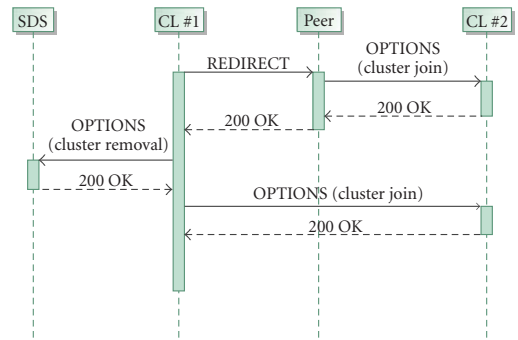 SDS
CL #1
Peer
CL #2
REDIRECT
OPTIONS
(cluster join)
200 OK
200 OK
OPTIONS
(cluster removal)
200 OK
OPTIONS (cluster join)
200 OK